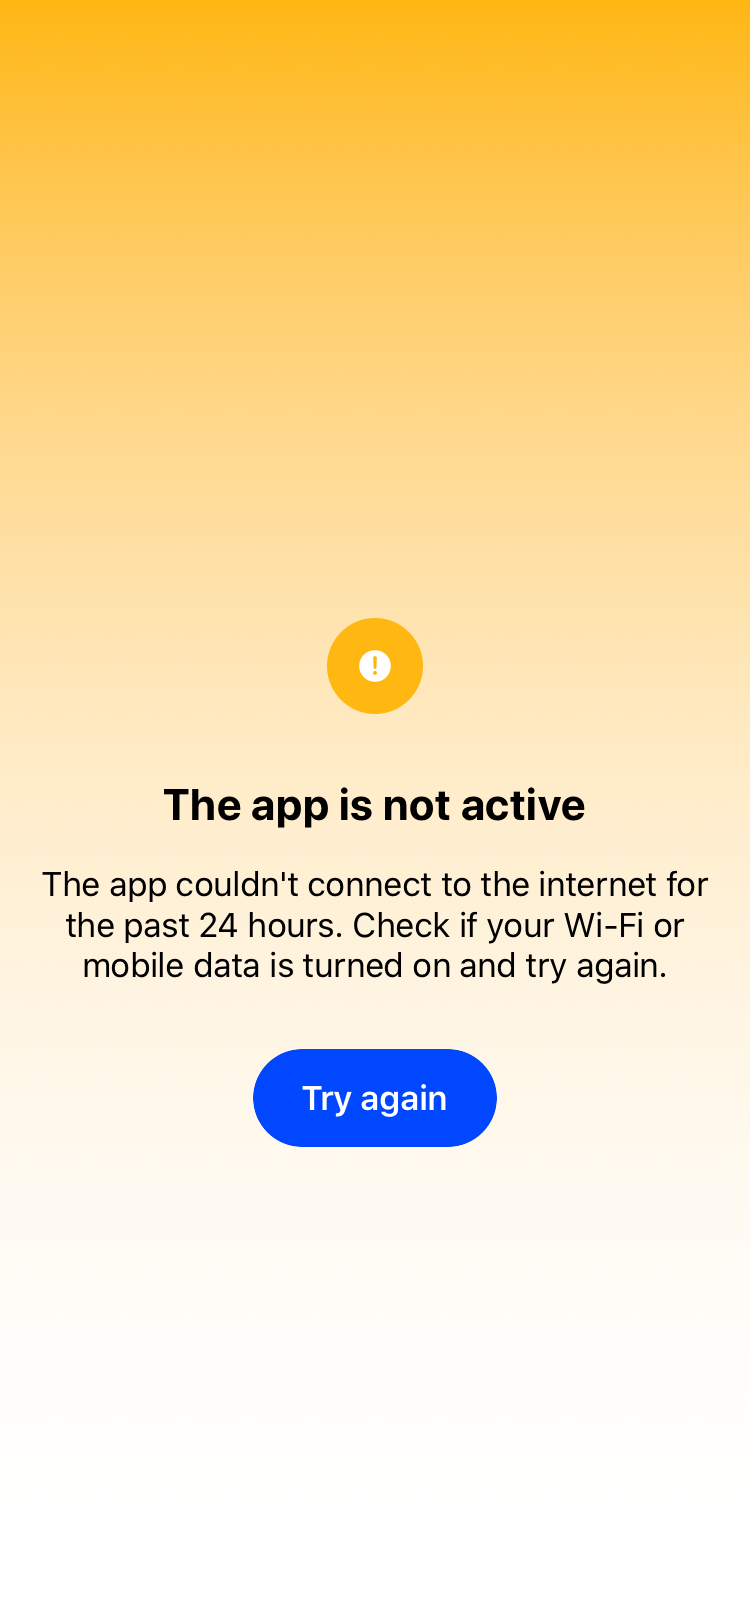 The app is not active
The app couldn't connect to the internet for
the past 24 hours. Check if your Wi-Fi or
mobile data is turned on and try again.
Try again